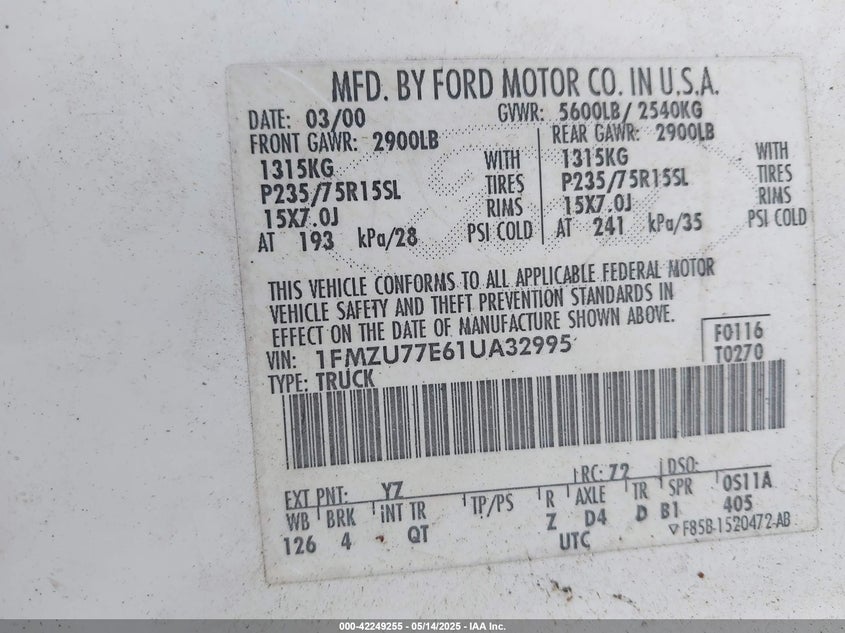 MFD. BY FORD MOTOR CO. IN U.S.A.
DATE: 03/00 GVWR: 5600LB/ 2540KG
FRONT GAWR: 2900LB REAR GAWR: 2900LB
1315KG WITH 1315KG WITH
P235/75R15SL TIRES P235/75R15SL TIRES
15X7.0J RIMS 15X7.0J RIMS
AT 193 kPa/28 PSI COLD AT 241 kPa/35 PSI COLD
THIS VEHICLE CONFORMS TO ALL APPLICABLE FEDERAL MOTOR
VEHICLE SAFETY AND THEFT PREVENTION STANDARDS IN
EFFECT ON THE DATE OF MANUFACTURE SHOWN ABOVE.
VIN: 1FMZU77E61UA32995 F0116
TYPE: TRUCK T0270
EXT PNT: YZ RC: 72 DSO:
WB BRK INT TR TP/PS R AXLE TR SPR 0S11A
126 4 QT Z D4 D B1 405
UTC ▽F85B-1520472-AB
000-42249255 - 05/14/2025 - IAA Inc.